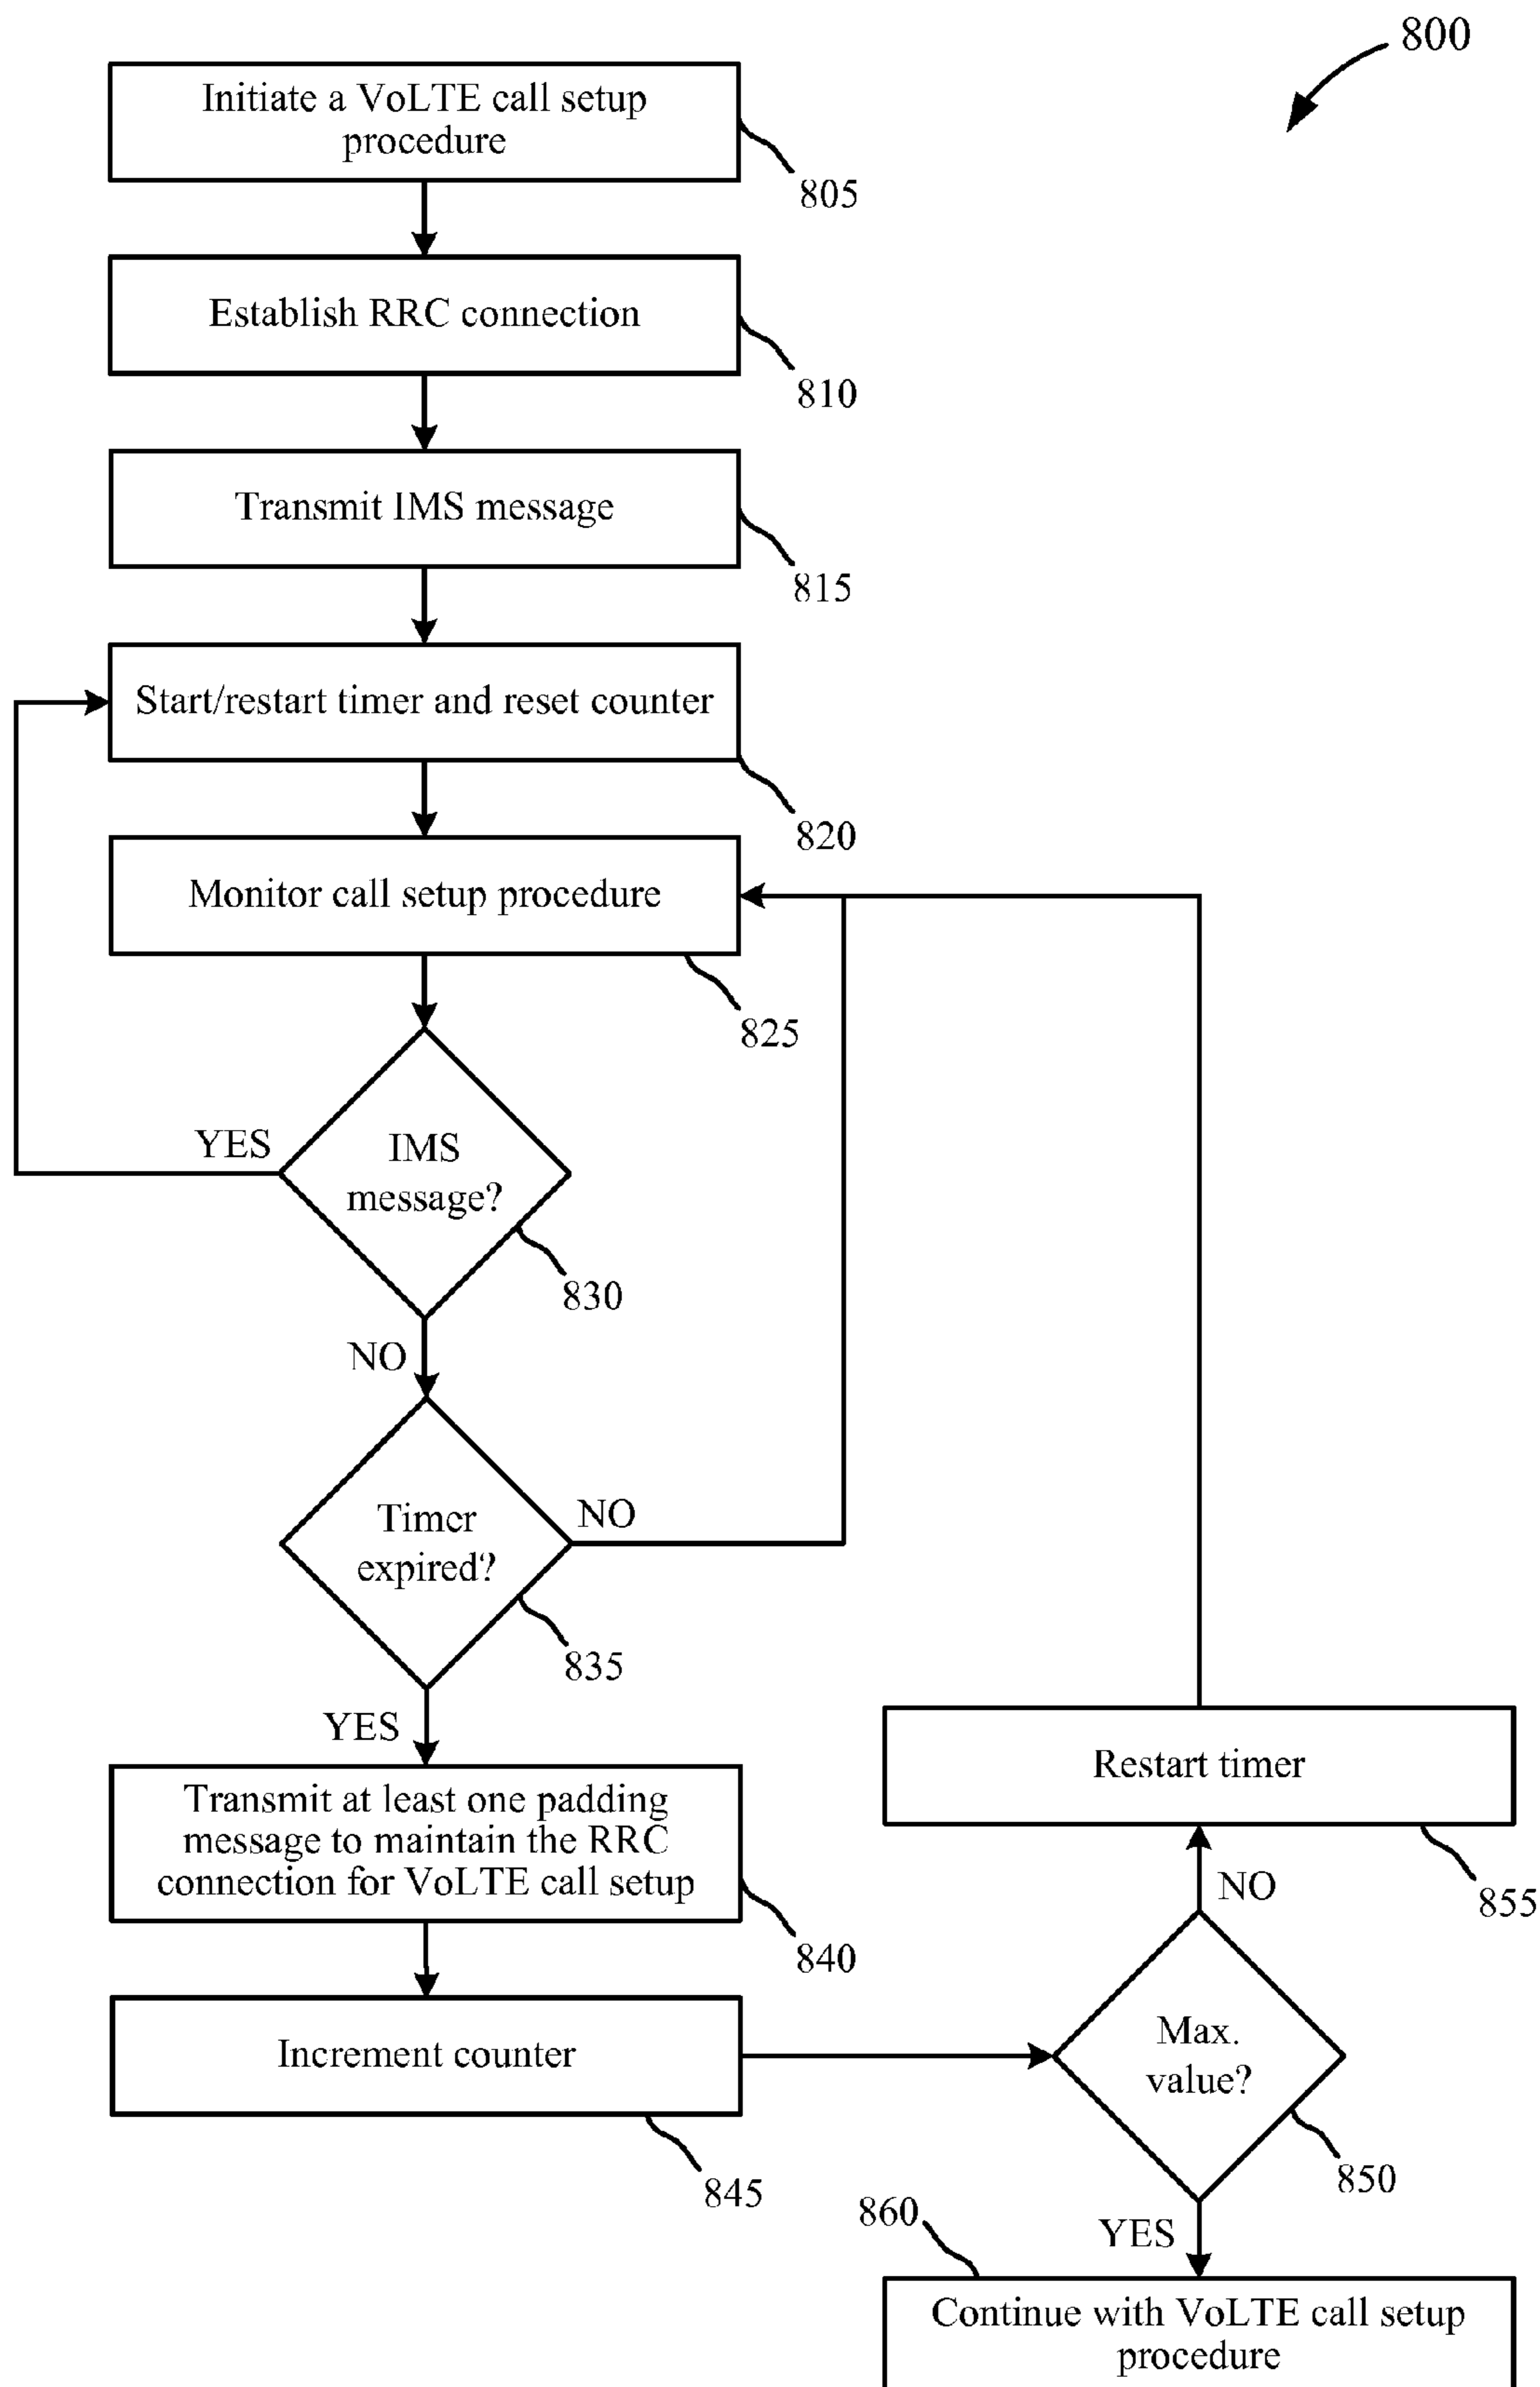 800
Initiate a VoLTE call setup
procedure
805
Establish RRC connection
810
Transmit IMS message
815
Start/restart timer and reset counter
820
Monitor call setup procedure
825
YES
IMS
message?
830
NO
Timer
expired?
NO
835
YES
Transmit at least one padding
message to maintain the RRC
connection for VoLTE call setup
840
Increment counter
845
Restart timer
855
NO
Max.
value?
850
YES
860
Continue with VoLTE call setup
procedure